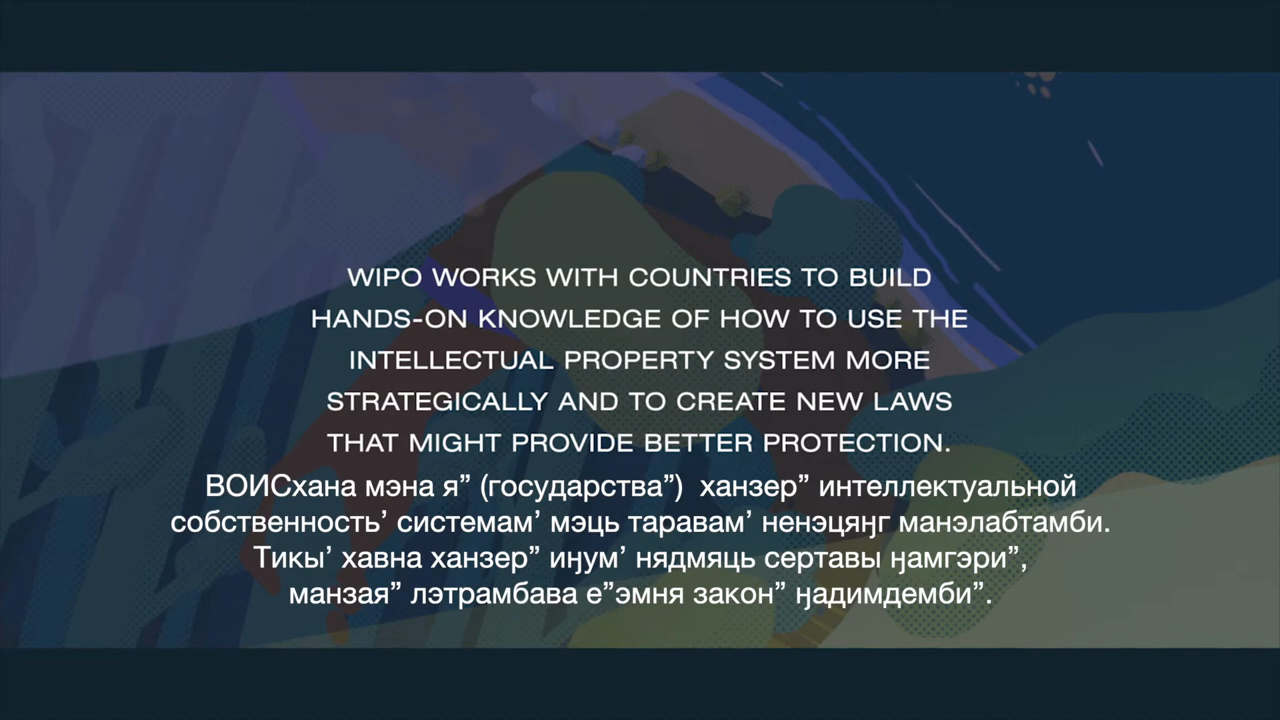 WIPO WORKS WITH COUNTRIES TO BUILD
HANDS-ON KNOWLEDGE OF HOW TO USE THE
INTELLECTUAL PROPERTY SYSTEM MORE
STRATEGICALLY AND TO CREATE NEW LAWS
THAT MIGHT PROVIDE BETTER PROTECTION.
ВОИСхана мэна я” (государства”)  ханзер” интеллектуальной
собственность’ системам’ мэць таравам’ ненэцяӈг манэлабтамби.
Тикы’ хавна ханзер” иӈум’ нядмяць сертавы ӈамгэри”,
манзая” лэтрамбава е”эмня закон” ӈадимдемби”.